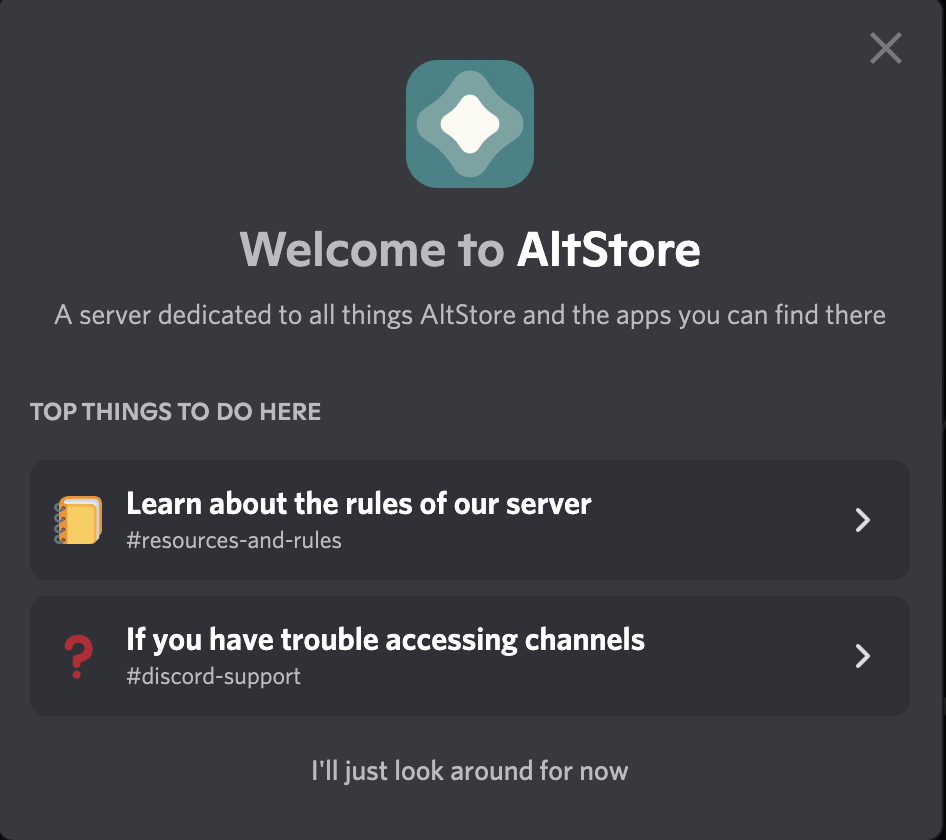 Welcome to AltStore
A server dedicated to all things AltStore and the apps you can find there
TOP THINGS TO DO HERE
Learn about the rules of our server
#resources-and-rules
If you have trouble accessing channels
#discord-support
I'll just look around for now